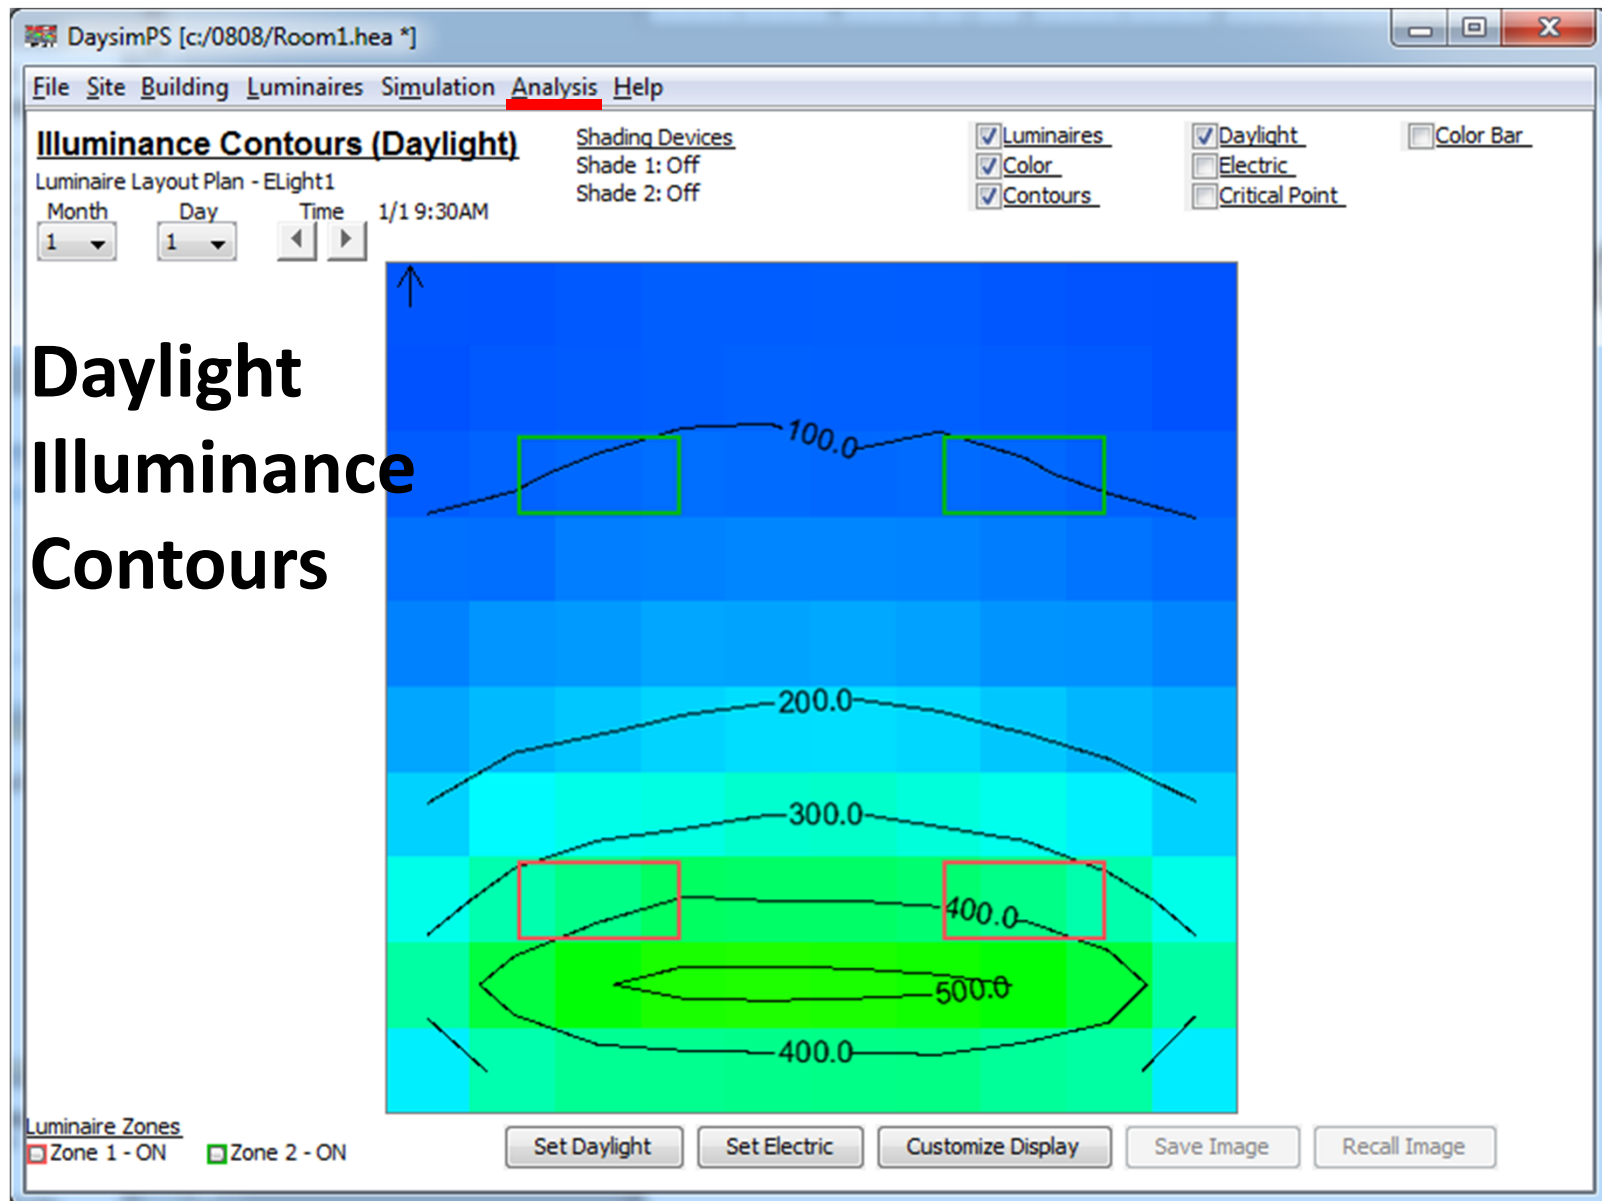 DaysimPS [c:/0808/Room1.hea *]
File Site Building Luminaires Simulation Analysis Help
Illuminance Contours (Daylight)
Luminaire Layout Plan - ELight1
Month Day Time 1/1 9:30AM
1 1
Shading Devices
Shade 1: Off
Shade 2: Off
Luminaires
Color
Contours
Daylight
Electric
Critical Point
Color Bar
Daylight
Illuminance
Contours
100.0
200.0
300.0
400.0
500.0
400.0
Luminaire Zones
Zone 1 - ON Zone 2 - ON
Set Daylight Set Electric Customize Display Save Image Recall Image